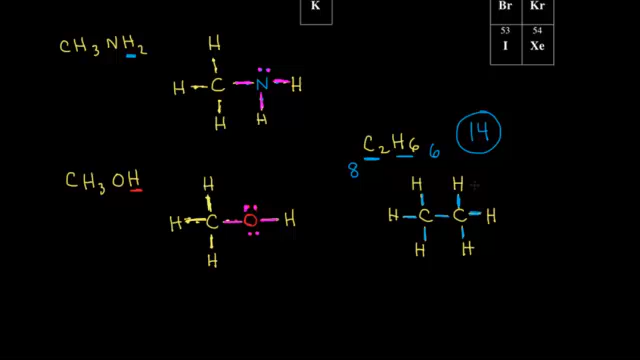 K
Br Kr
53 54
I Xe
CH3NH2
H
H C N H
H H
C2H6 14
8 6
CH3OH
H
H C O H
H
H H
H C C H
H H